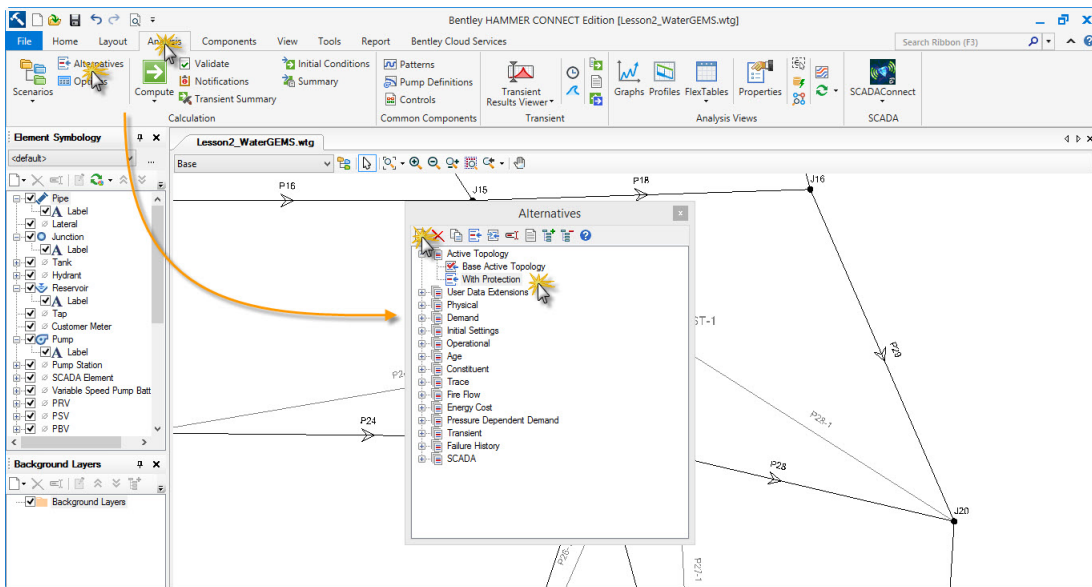 Bentley HAMMER CONNECT Edition [Lesson2_WaterGEMS.wtg]
File Home Layout Analysis Components View Tools Report Bentley Cloud Services Search Ribbon (F3)
Scenarios
Alternatives
Options
Compute
Validate
Notifications
Transient Summary
Initial Conditions
Summary
Calculation
Patterns
Pump Definitions
Controls
Common Components
Transient
Results Viewer
Transient
Graphs Profiles FlexTables Properties
Analysis Views
SCADAConnect
SCADA
Element Symbology
<default>
...
Pipe
Label
Lateral
Junction
Label
Tank
Hydrant
Reservoir
Label
Tap
Customer Meter
Pump
Label
Pump Station
SCADA Element
Variable Speed Pump Batt
PRV
PSV
PBV
Background Layers
Background Layers
Lesson2_WaterGEMS.wtg
Base
P16
J15
P18
J16
Alternatives
Active Topology
Base Active Topology
With Protection
User Data Extensions
Physical
Demand
Initial Settings
Operational
Age
Constituent
Trace
Fire Flow
Energy Cost
Pressure Dependent Demand
Transient
Failure History
SCADA
ST-1
P29
P24
P28-1
P28
J20
P27-1